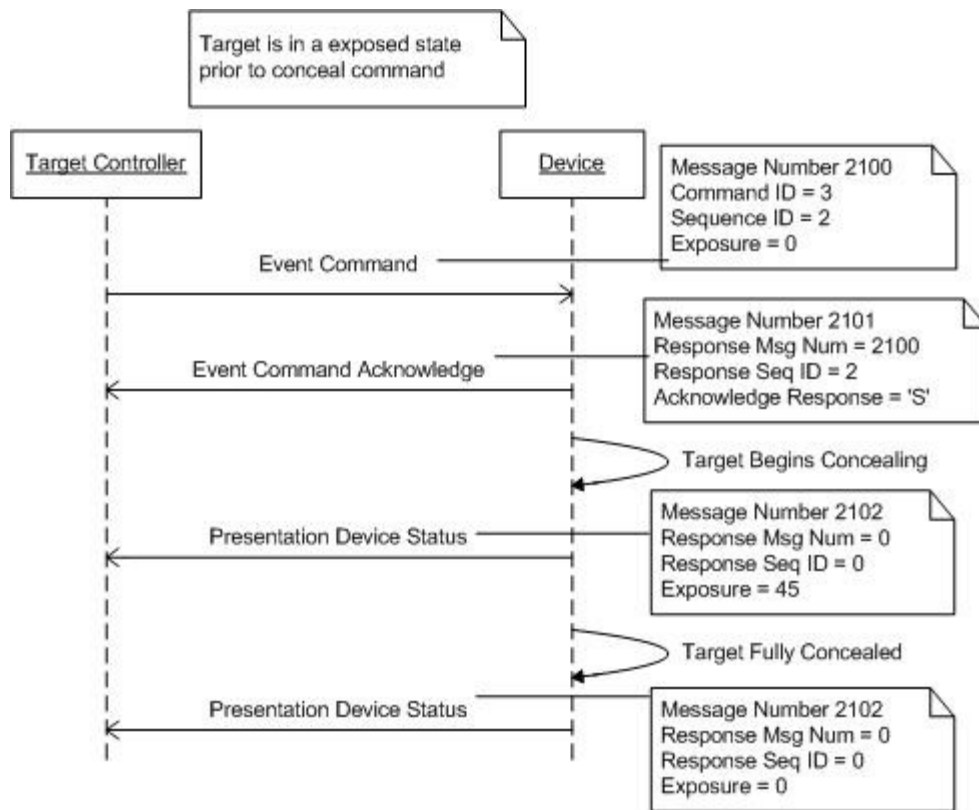 Target is in a exposed state
prior to conceal command
Target Controller
Device
Message Number 2100
Command ID = 3
Sequence ID = 2
Exposure = 0
Event Command
Message Number 2101
Response Msg Num = 2100
Response Seq ID = 2
Acknowledge Response = 'S'
Event Command Acknowledge
Target Begins Concealing
Message Number 2102
Response Msg Num = 0
Response Seq ID = 0
Exposure = 45
Presentation Device Status
Target Fully Concealed
Message Number 2102
Response Msg Num = 0
Response Seq ID = 0
Exposure = 0
Presentation Device Status